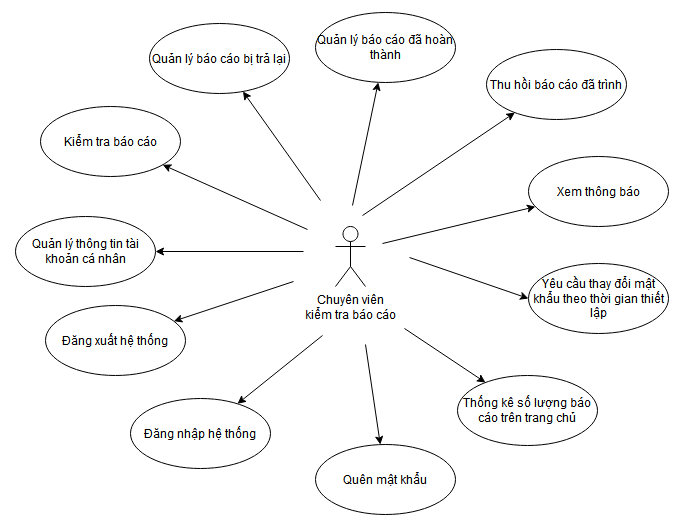 Quản lý báo cáo đã hoàn
thành
Quản lý báo cáo bị trả lại
Thu hồi báo cáo đã trình
Kiểm tra báo cáo
Xem thông báo
Quản lý thông tin tài
khoản cá nhân
Yêu cầu thay đổi mật
khẩu theo thời gian thiết
lập
Chuyên viên
kiểm tra báo cáo
Đăng xuất hệ thống
Thống kê số lượng báo
cáo trên trang chủ
Đăng nhập hệ thống
Quên mật khẩu